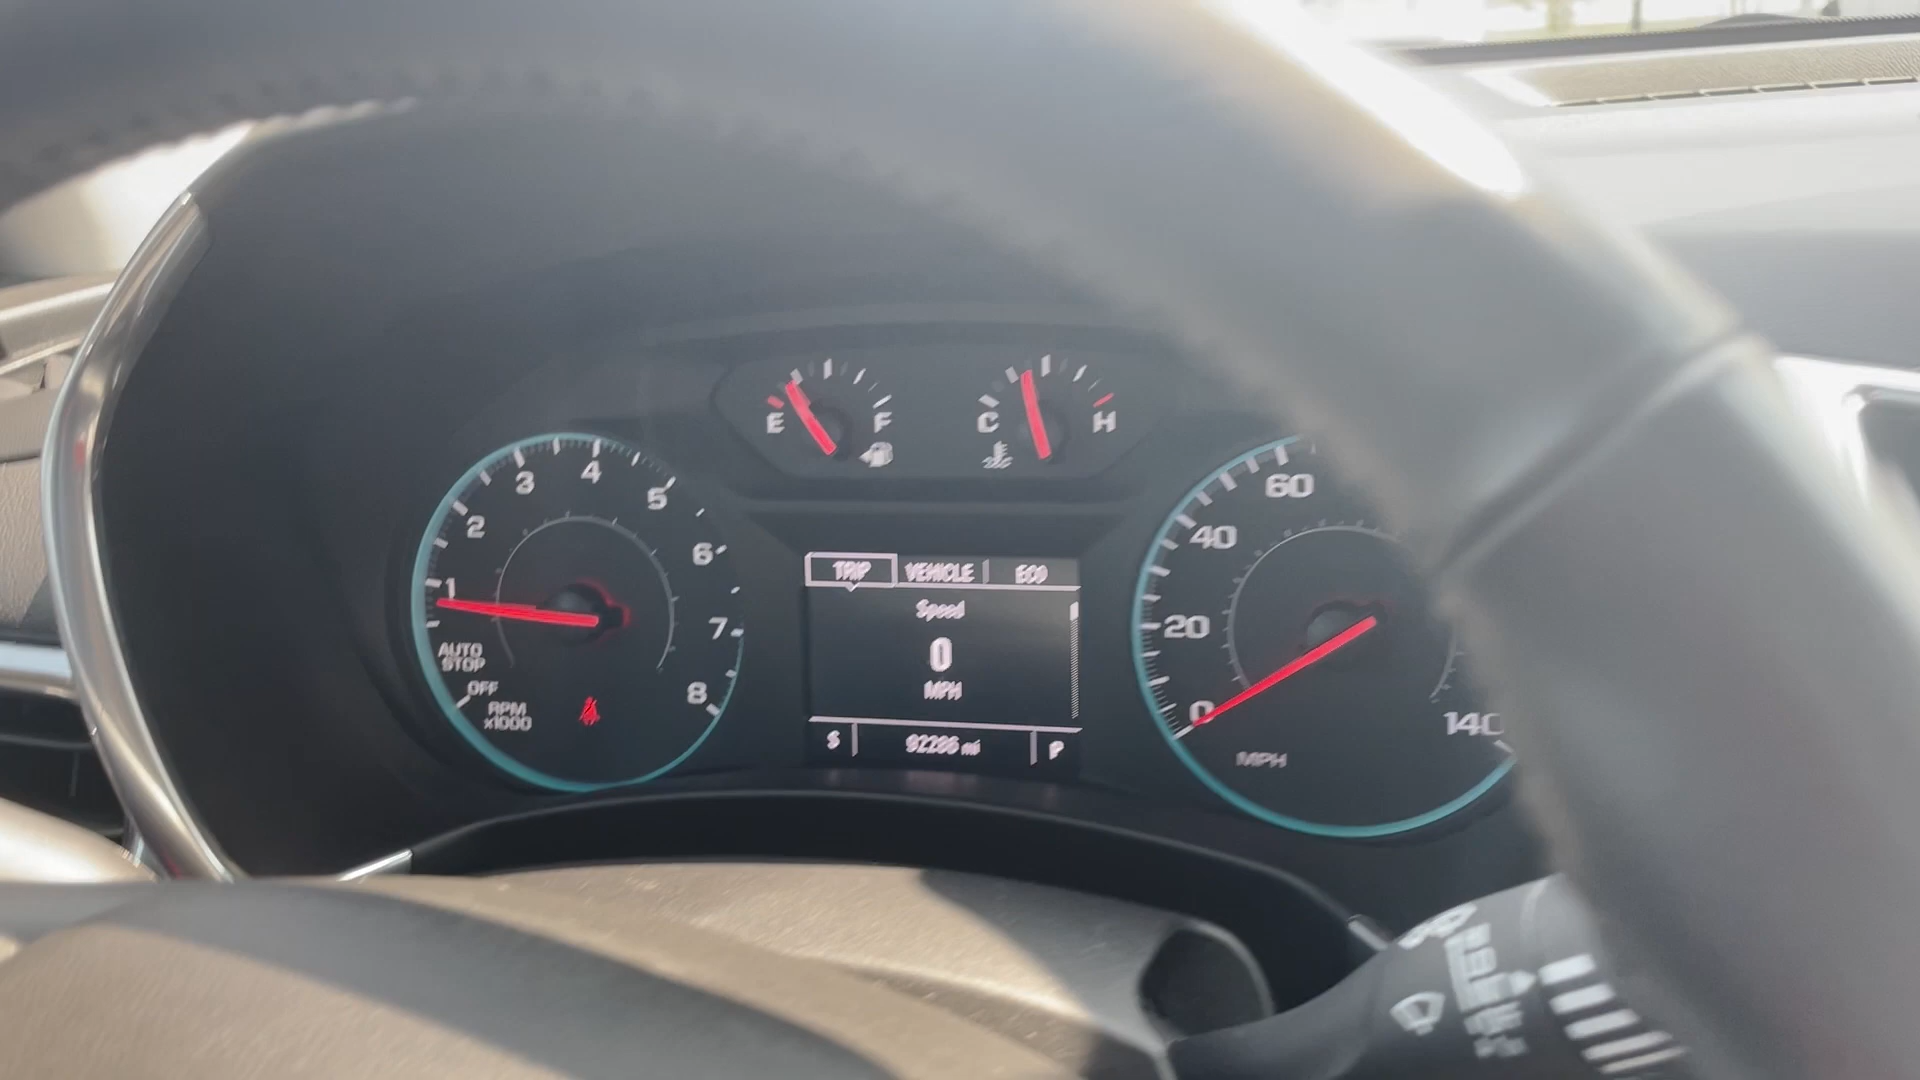 E F C H
1 2 3 4 5 6 7 8
AUTO
STOP
OFF
RPM
x1000
TRIP VEHICLE ECO
Speed
0
MPH
S 92286 mi P
0 20 40 60 140
MPH